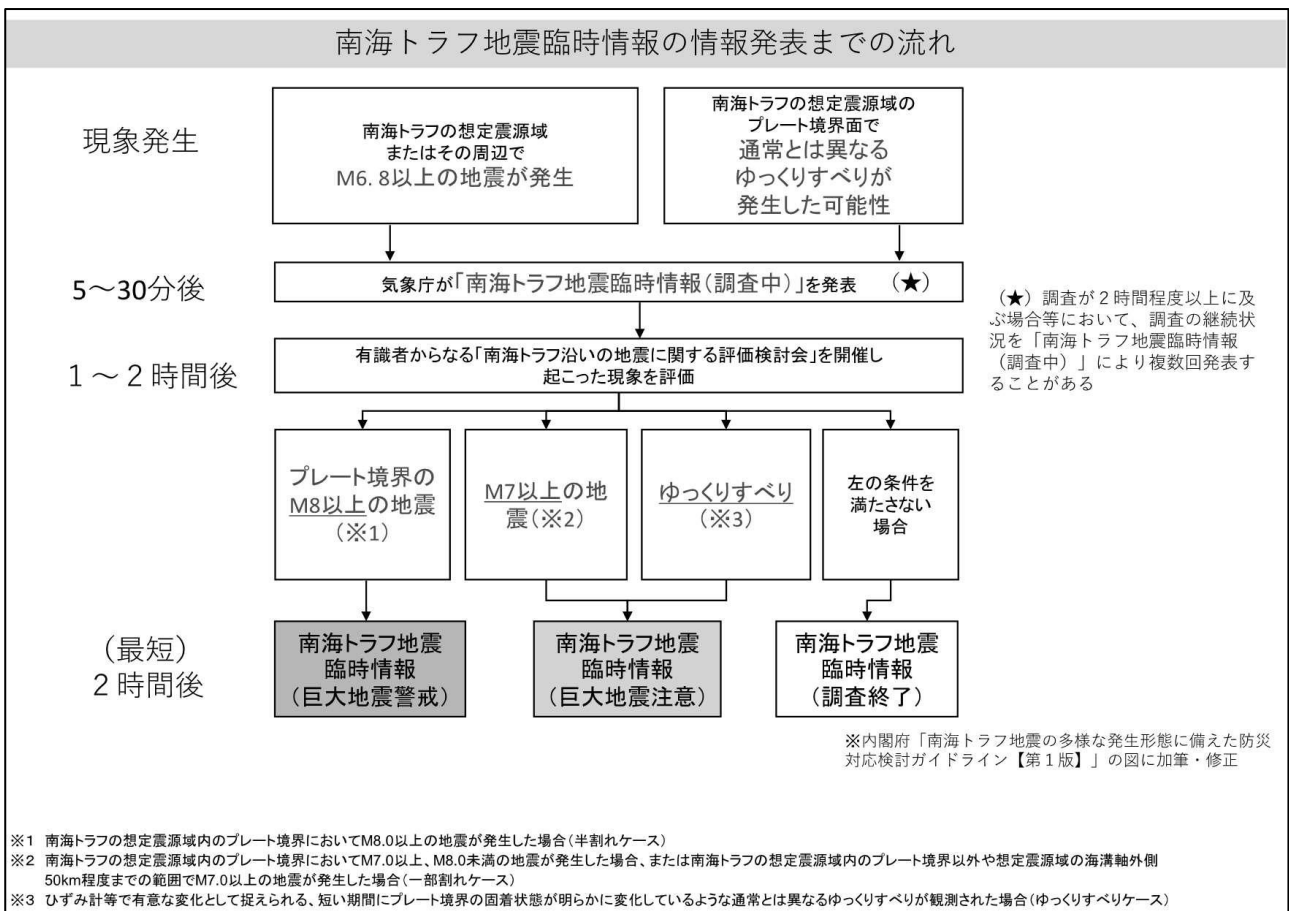 南海トラフ地震臨時情報の情報発表までの流れ
現象発生
南海トラフの想定震源域
またはその周辺で
M6.8以上の地震が発生
南海トラフの想定震源域の
プレート境界面で
通常とは異なる
ゆっくりすべりが
発生した可能性
5～30分後
気象庁が「南海トラフ地震臨時情報(調査中)」を発表 (★)
(★)調査が2時間程度以上に及
ぶ場合等において、調査の継続状
況を「南海トラフ地震臨時情報
(調査中)」により複数回発表す
ることがある
1～2時間後
有識者からなる「南海トラフ沿いの地震に関する評価検討会」を開催し
起こった現象を評価
プレート境界の
M8以上の地震
(※1)
M7以上の地
震(※2)
ゆっくりすべり
(※3)
左の条件を
満たさない
場合
(最短)
2時間後
南海トラフ地震
臨時情報
(巨大地震警戒)
南海トラフ地震
臨時情報
(巨大地震注意)
南海トラフ地震
臨時情報
(調査終了)
※内閣府「南海トラフ地震の多様な発生形態に備えた防災
対応検討ガイドライン【第1版】」の図に加筆・修正
※1 南海トラフの想定震源域内のプレート境界においてM8.0以上の地震が発生した場合(半割れケース)
※2 南海トラフの想定震源域内のプレート境界においてM7.0以上、M8.0未満の地震が発生した場合、または南海トラフの想定震源域内のプレート境界以外や想定震源域の海溝軸外側
50km程度までの範囲でM7.0以上の地震が発生した場合(一部割れケース)
※3 ひずみ計等で有意な変化として捉えられる、短い期間にプレート境界の固着状態が明らかに変化しているような通常とは異なるゆっくりすべりが観測された場合(ゆっくりすべりケース)